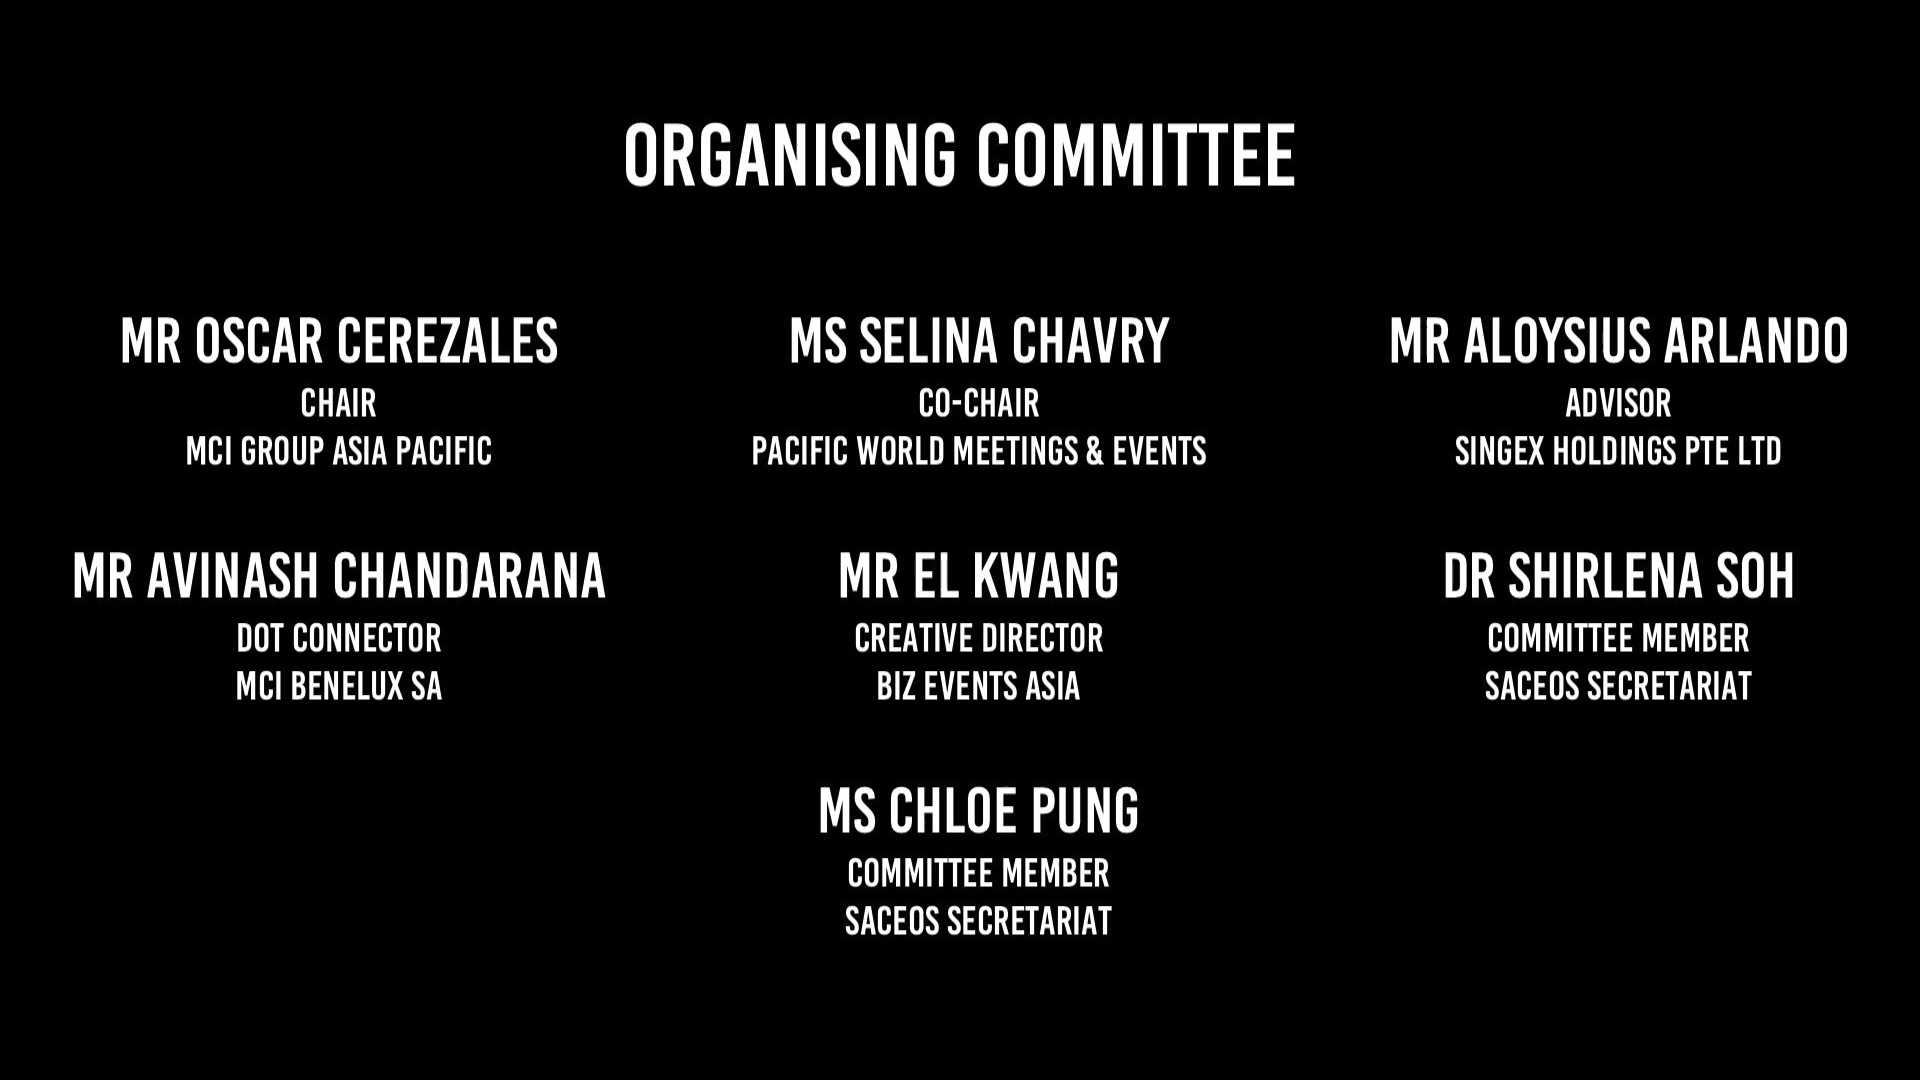 ORGANISING COMMITTEE
MR OSCAR CEREZALES
CHAIR
MCI GROUP ASIA PACIFIC
MS SELINA CHAVRY
CO-CHAIR
PACIFIC WORLD MEETINGS & EVENTS
MR ALOYSIUS ARLANDO
ADVISOR
SINGEX HOLDINGS PTE LTD
MR AVINASH CHANDARANA
DOT CONNECTOR
MCI BENELUX SA
MR EL KWANG
CREATIVE DIRECTOR
BIZ EVENTS ASIA
DR SHIRLENA SOH
COMMITTEE MEMBER
SACEOS SECRETARIAT
MS CHLOE PUNG
COMMITTEE MEMBER
SACEOS SECRETARIAT